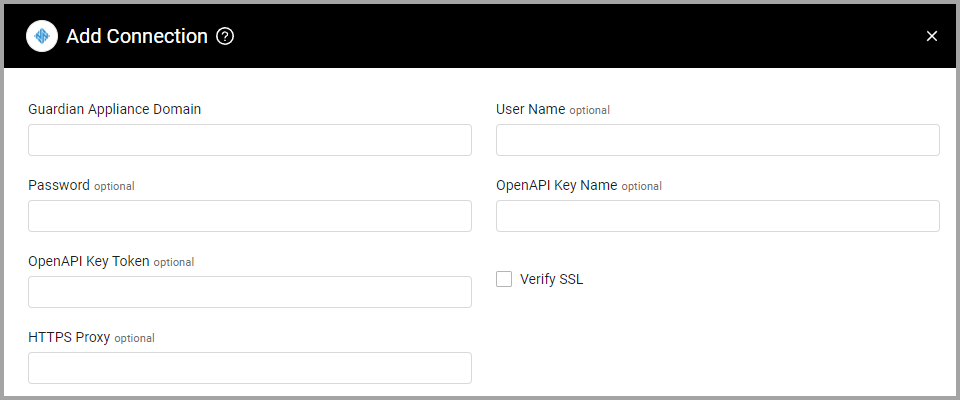 Add Connection ?
Guardian Appliance Domain
User Name optional
Password optional
OpenAPI Key Name optional
OpenAPI Key Token optional
Verify SSL
HTTPS Proxy optional